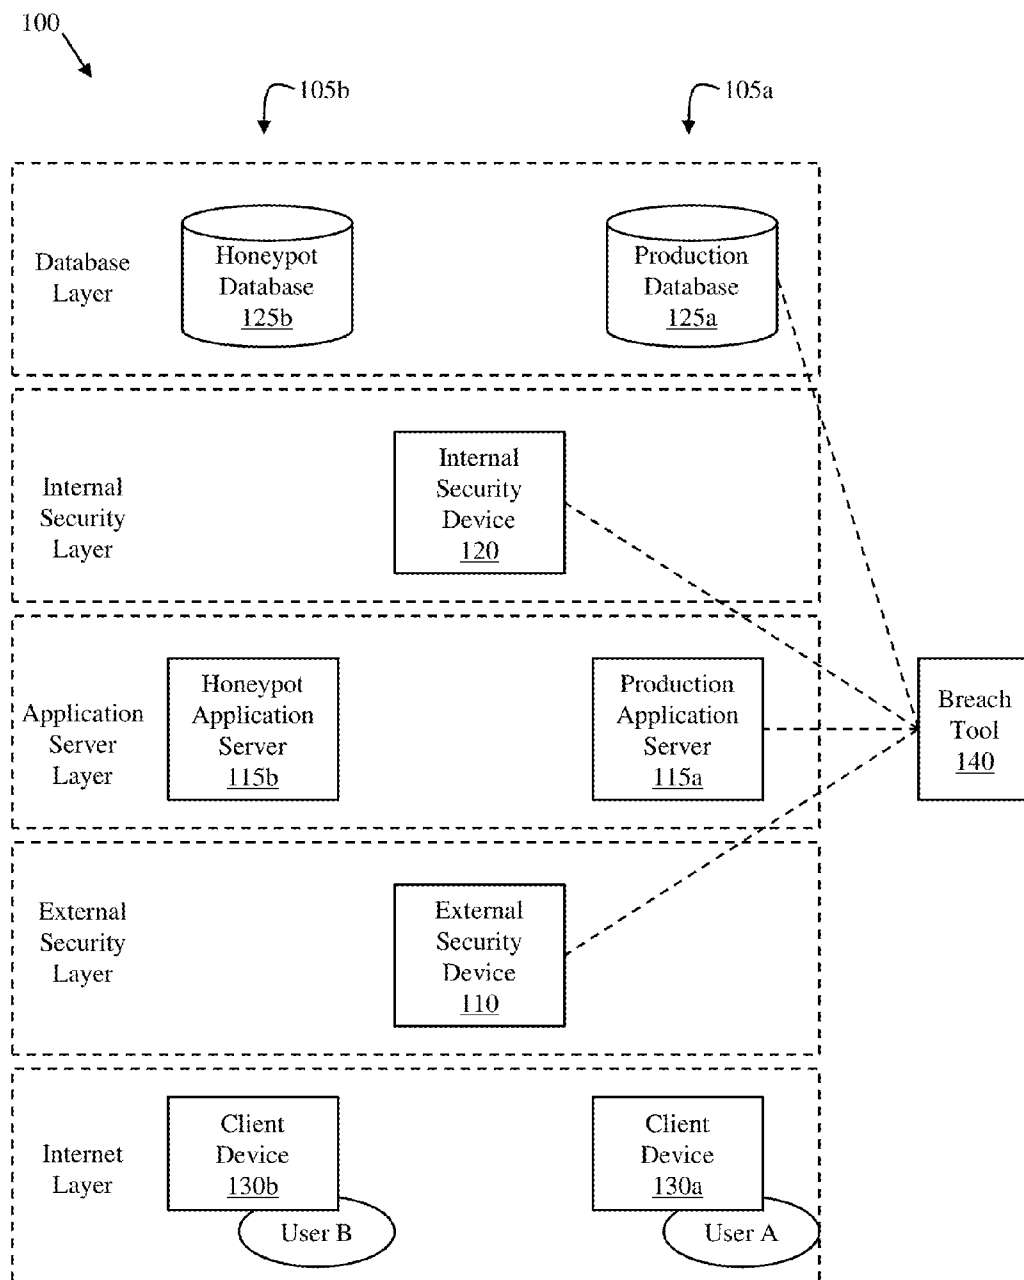 100
105b
105a
Database
Layer
Honeypot
Database
125b
Production
Database
125a
Internal
Security
Layer
Internal
Security
Device
120
Application
Server
Layer
Honeypot
Application
Server
115b
Production
Application
Server
115a
Breach
Tool
140
External
Security
Layer
External
Security
Device
110
Internet
Layer
Client
Device
130b
User B
Client
Device
130a
User A